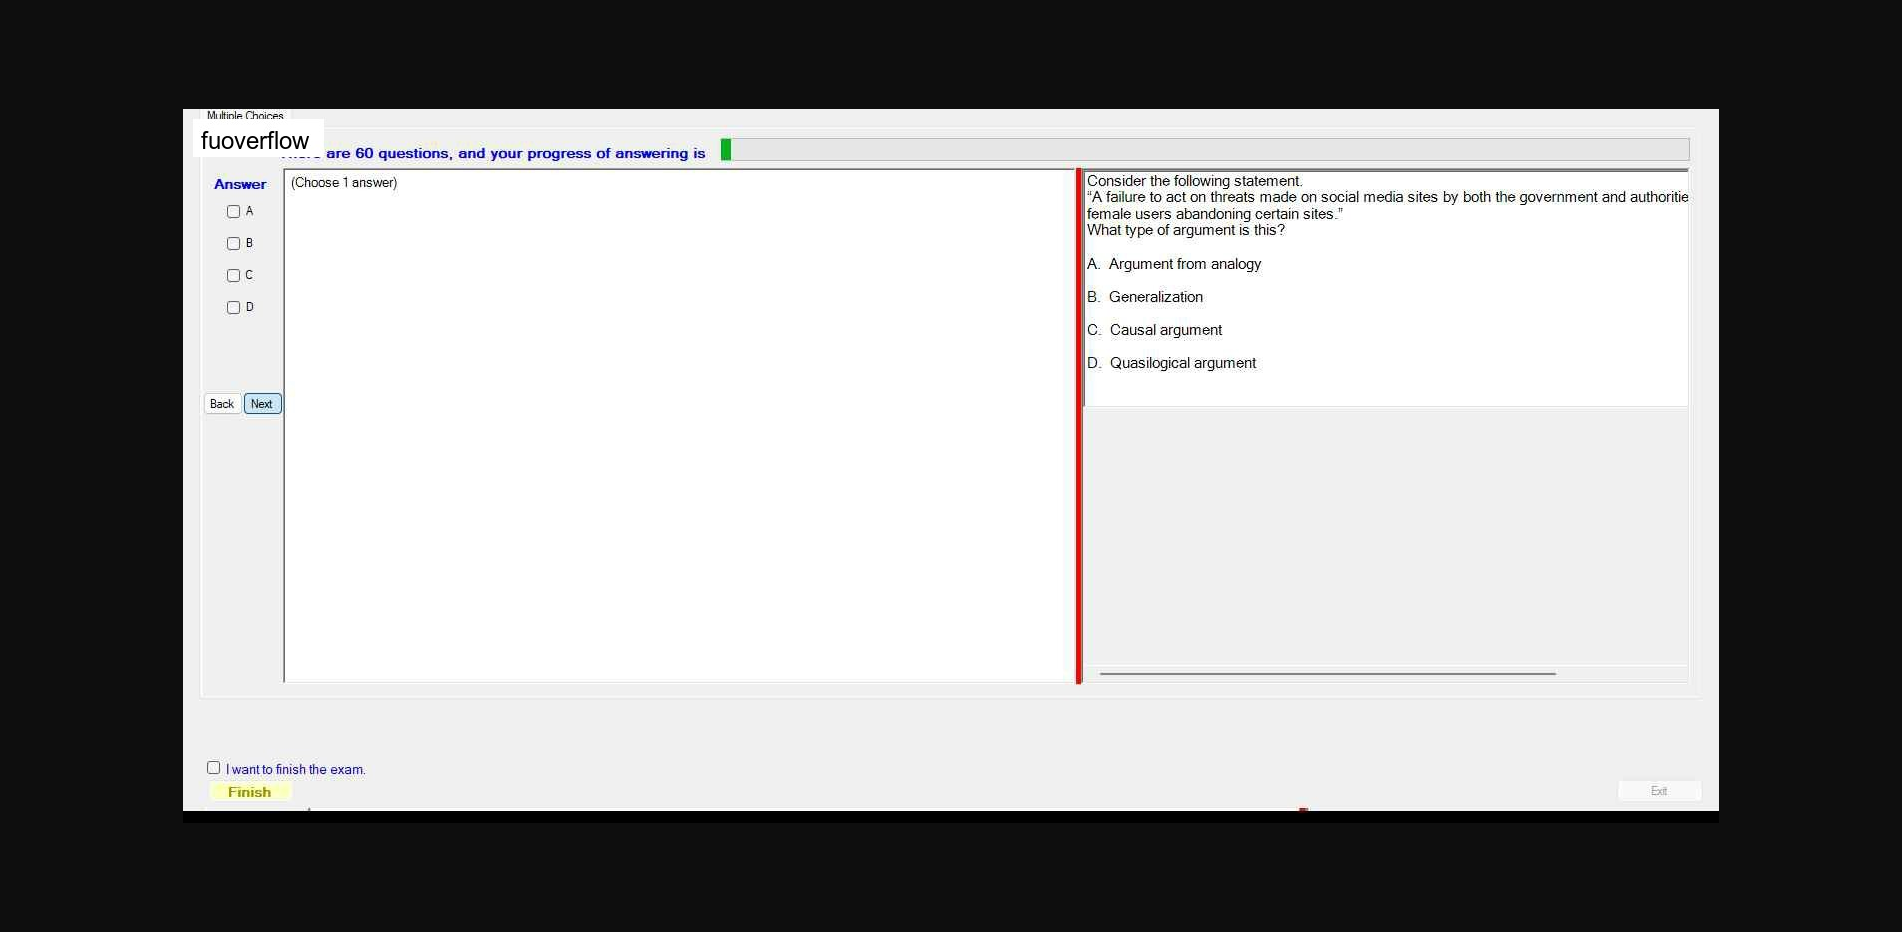 Multiple Choices
fuoverflow
are 60 questions, and your progress of answering is
Answer
(Choose 1 answer)
A
B
C
D
Back Next
Consider the following statement.
“A failure to act on threats made on social media sites by both the government and authoritie
female users abandoning certain sites.”
What type of argument is this?
A. Argument from analogy
B. Generalization
C. Causal argument
D. Quasilogical argument
I want to finish the exam.
Finish
Exit